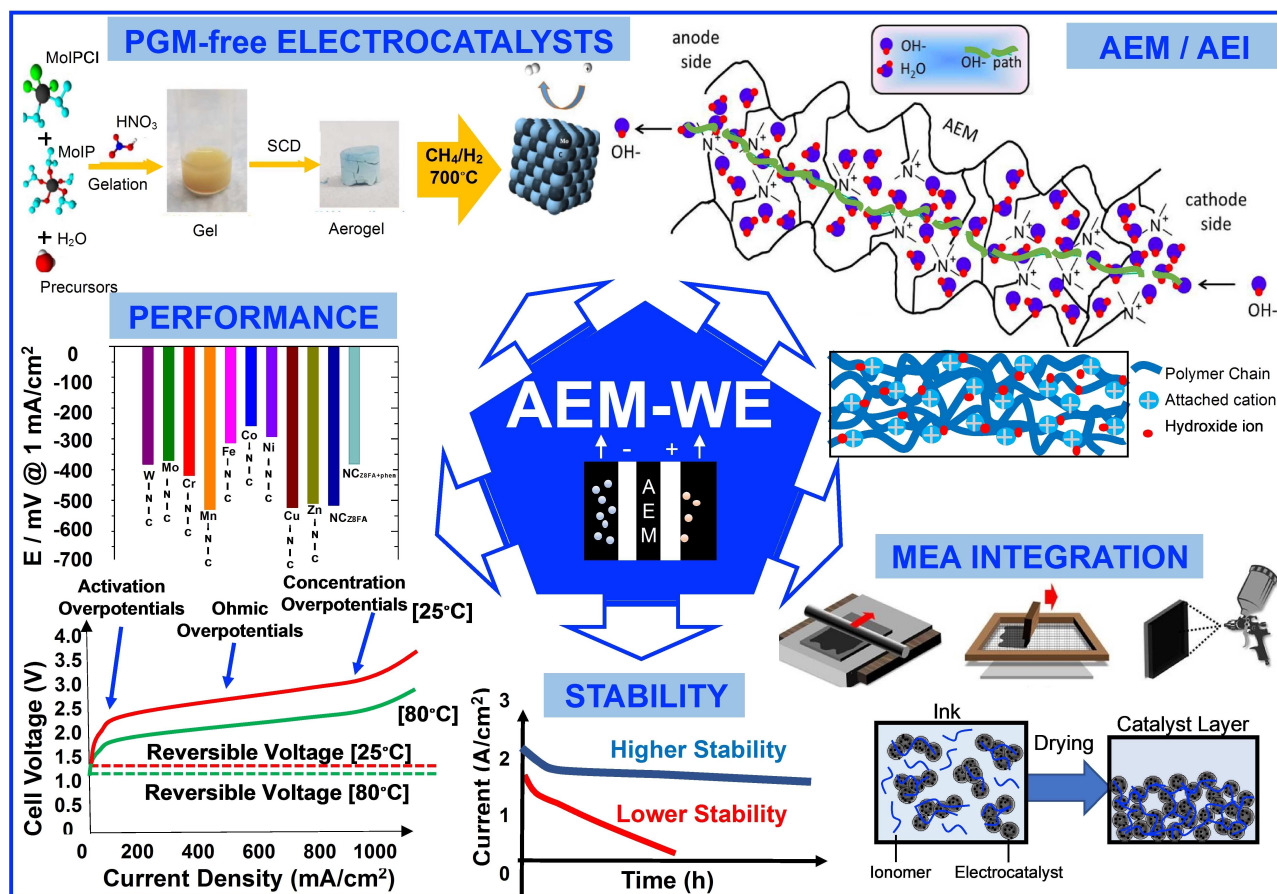 PGM-free ELECTROCATALYSTS
MoIPCl
+
MoIP
+ H₂O
Precursors
HNO₃
Gelation
Gel
SCD
Aerogel
CH₄/H₂
700°C
Mo
C
AEM / AEI
anode
side
OH-
H₂O
OH- path
AEM
OH-
N+
N+
N+
N+
N+
N+
N+
N+
N+
cathode
side
OH-
Polymer Chain
Attached cation
Hydroxide ion
PERFORMANCE
E / mV @ 1 mA/cm²
0
-100
-200
-300
-400
-500
-600
-700
W-N-C
Mo-N-C
Cr-N-C
Mn-N-C
Fe-N-C
Co-N-C
Ni-N-C
Cu-N-C
Zn-N-C
NCZ8FA
NCZ8FA+phen
AEM-WE
- +
AEM
Activation
Overpotentials
Ohmic
Overpotentials
Concentration
Overpotentials
[25°C]
[80°C]
Reversible Voltage [25°C]
Reversible Voltage [80°C]
Cell Voltage (V)
4.0
3.5
3.0
2.5
2.0
1.5
1.0
0.5
0
0 200 400 600 800 1000
Current Density (mA/cm²)
STABILITY
Current (A/cm²)
3
2
1
0
Higher Stability
Lower Stability
Time (h)
MEA INTEGRATION
Ink
Drying
Catalyst Layer
Ionomer
Electrocatalyst